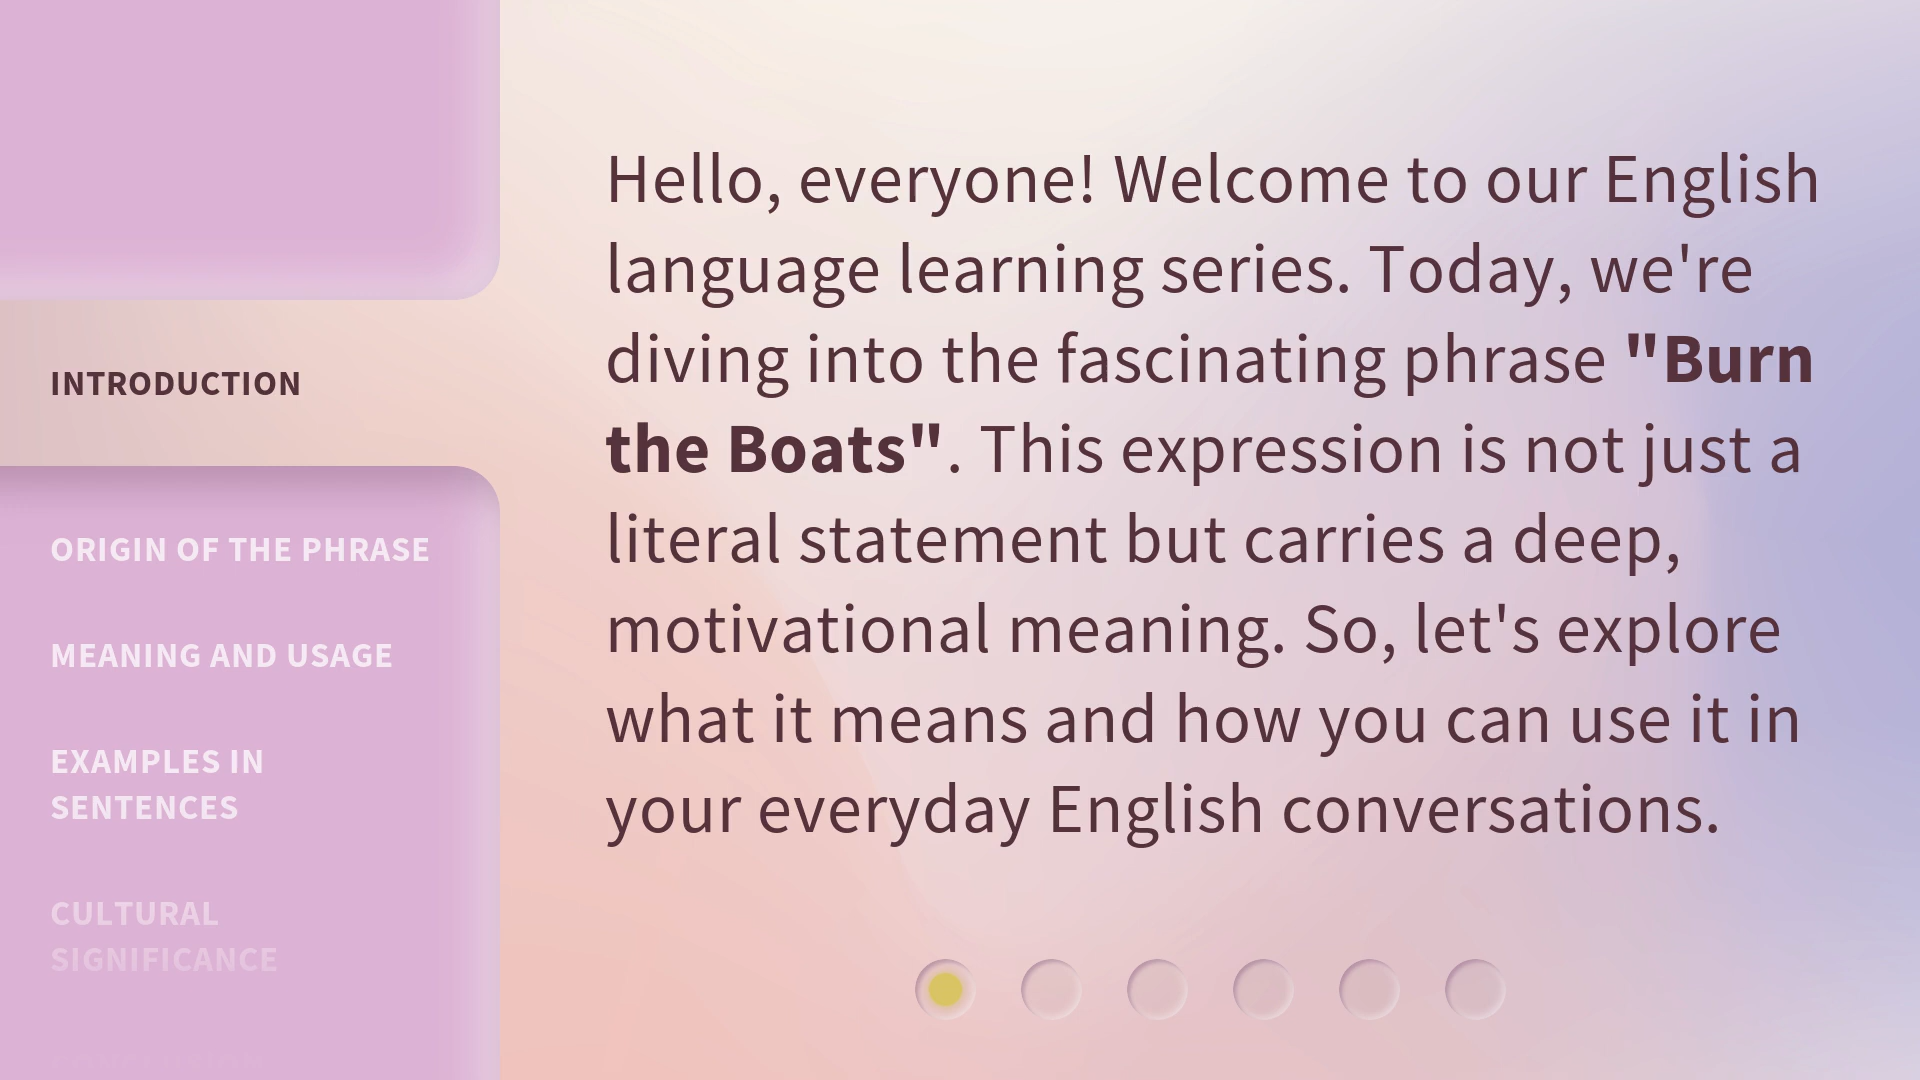 INTRODUCTION
ORIGIN OF THE PHRASE
MEANING AND USAGE
EXAMPLES IN
SENTENCES
CULTURAL
SIGNIFICANCE
Hello, everyone! Welcome to our English
language learning series. Today, we're
diving into the fascinating phrase "Burn
the Boats". This expression is not just a
literal statement but carries a deep,
motivational meaning. So, let's explore
what it means and how you can use it in
your everyday English conversations.